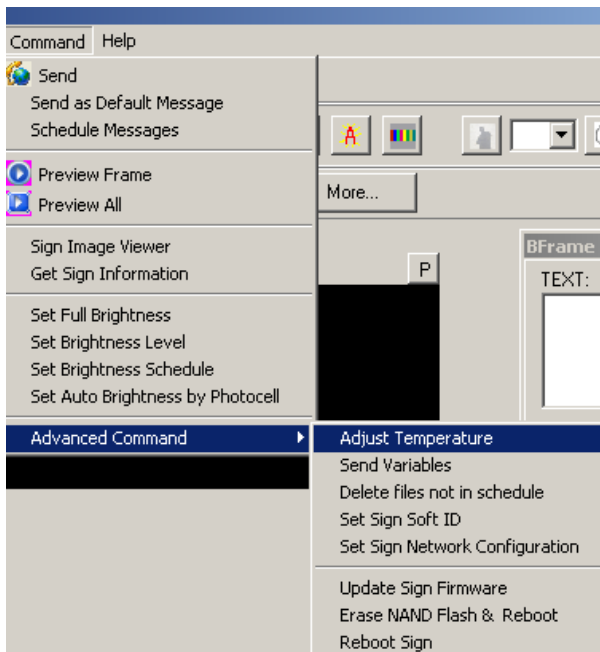 Command Help
Send
Send as Default Message
Schedule Messages
A
Preview Frame
Preview All
More...
Sign Image Viewer
Get Sign Information
P
BFrame
TEXT:
Set Full Brightness
Set Brightness Level
Set Brightness Schedule
Set Auto Brightness by Photocell
Advanced Command
Adjust Temperature
Send Variables
Delete files not in schedule
Set Sign Soft ID
Set Sign Network Configuration
Update Sign Firmware
Erase NAND Flash & Reboot
Reboot Sign